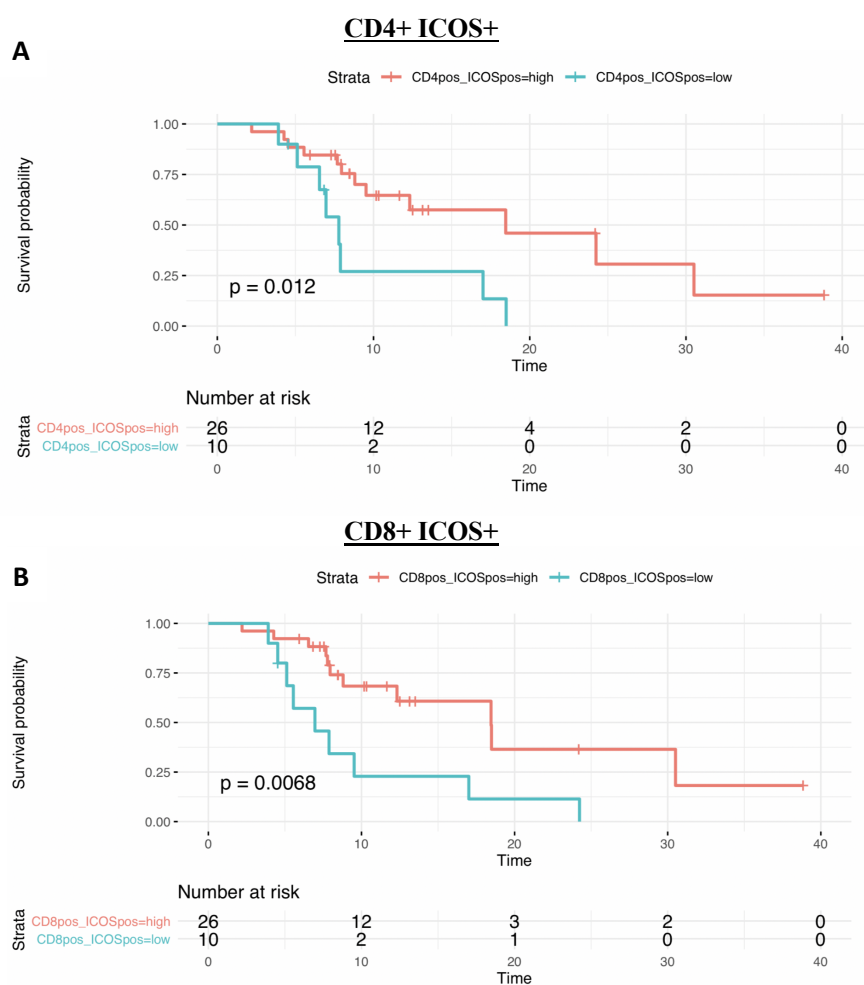 CD4+ ICOS+
A
Strata CD4pos_ICOSpos=high CD4pos_ICOSpos=low
Survival probability
1.00
0.75
0.50
0.25
0.00
p = 0.012
0 10 20 30 40
Time
Number at risk
Strata
CD4pos_ICOSpos=high 26 12 4 2 0
CD4pos_ICOSpos=low 10 2 0 0 0
0 10 20 30 40
Time
CD8+ ICOS+
B
Strata CD8pos_ICOSpos=high CD8pos_ICOSpos=low
Survival probability
1.00
0.75
0.50
0.25
0.00
p = 0.0068
0 10 20 30 40
Time
Number at risk
Strata
CD8pos_ICOSpos=high 26 12 3 2 0
CD8pos_ICOSpos=low 10 2 1 0 0
0 10 20 30 40
Time